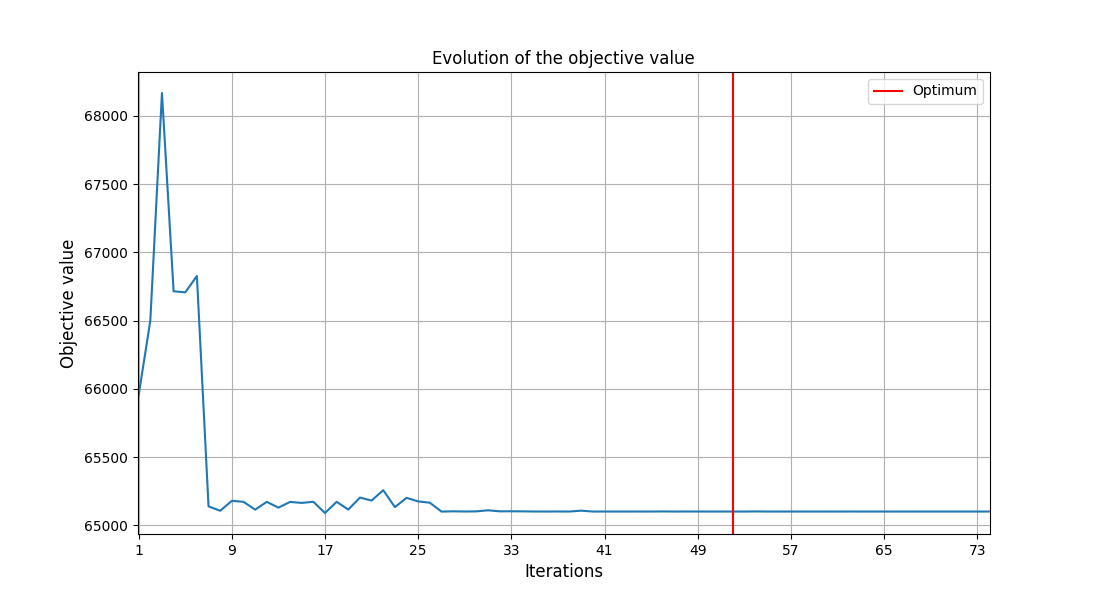 Evolution of the objective value
Optimum
68000
67500
67000
66500
66000
65500
65000
Objective value
1 9 17 25 33 41 49 57 65 73
Iterations